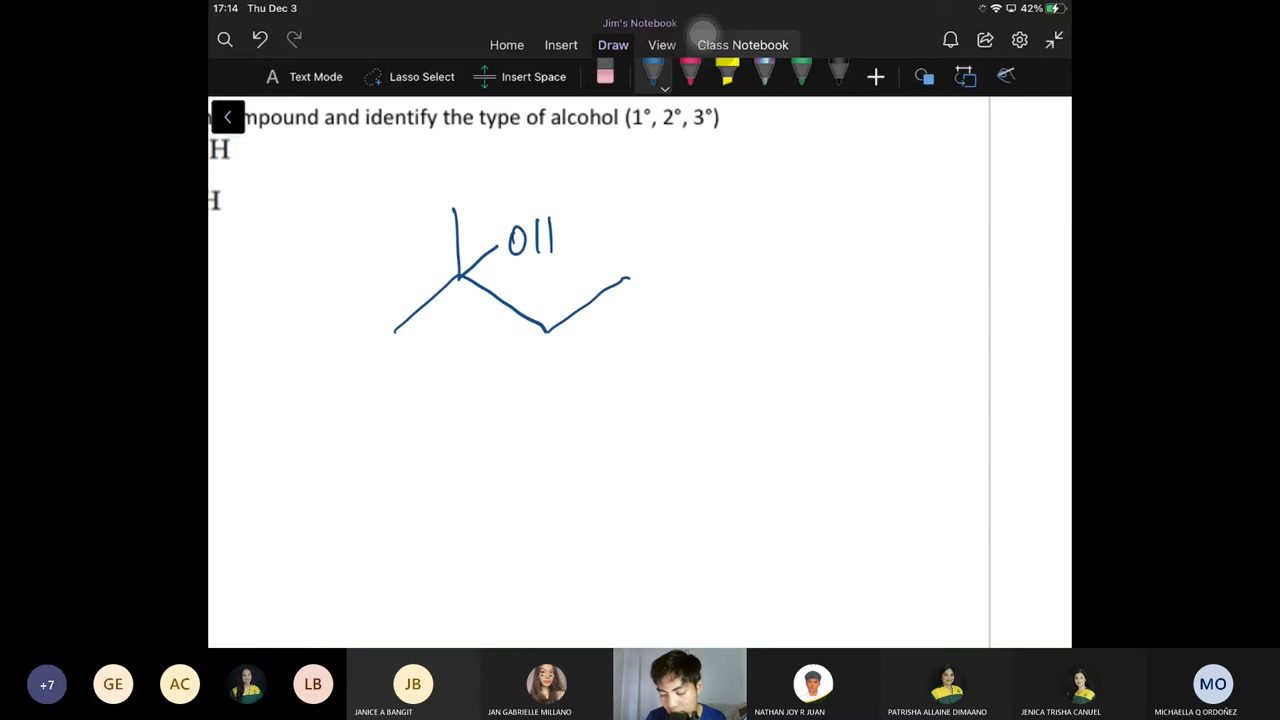 17:14 Thu Dec 3
42%
Jim's Notebook
Home Insert Draw View Class Notebook
Text Mode Lasso Select Insert Space
mpound and identify the type of alcohol (1°, 2°, 3°)
H
H
OH
+7 GE AC LB JB MO
JANICE A BANGIT JAN GABRIELLE MILLANO NATHAN JOY R JUAN PATRISHA ALLAINE DIMAANO JENICA TRISHA CANUEL MICHAELLA Q ORDOÑEZ